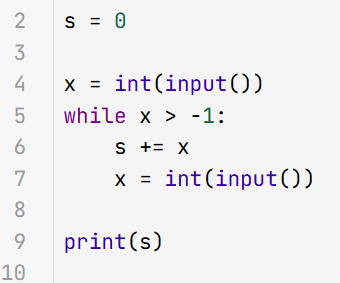 2 s = 0
3
4 x = int(input())
5 while x > -1:
6     s += x
7     x = int(input())
8
9 print(s)
10